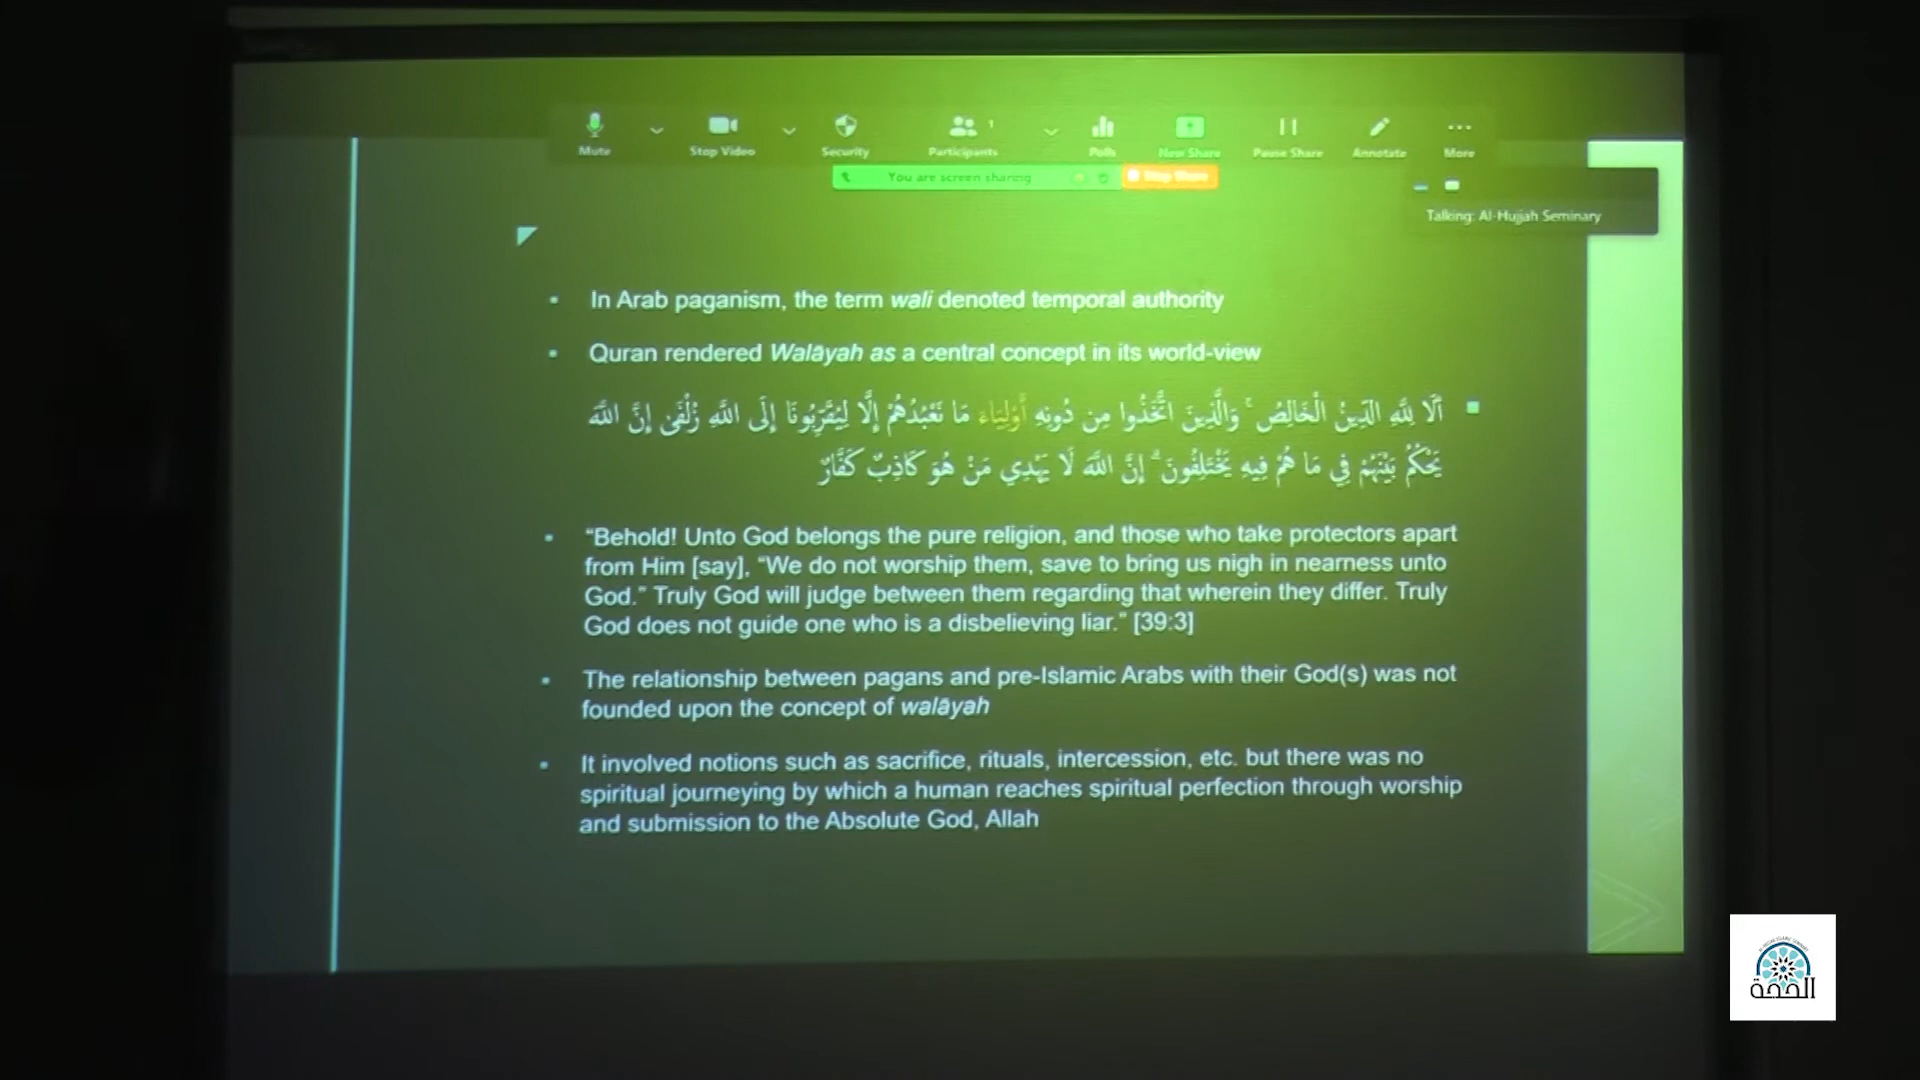 Mute
Stop Video
Security
Participants
1
Polls
New Share
Pause Share
Annotate
More
You are screen sharing
Stop Share
Talking: Al-Hujjah Seminary
In Arab paganism, the term wali denoted temporal authority
Quran rendered Walāyah as a central concept in its world-view
أَلَا لِلَّهِ الدِّينُ الْخَالِصُ ۚ وَالَّذِينَ اتَّخَذُوا مِن دُونِهِ أَوْلِيَاءَ مَا نَعْبُدُهُمْ إِلَّا لِيُقَرِّبُونَا إِلَى اللَّهِ زُلْفَىٰ إِنَّ اللَّهَ
يَحْكُمُ بَيْنَهُمْ فِي مَا هُمْ فِيهِ يَخْتَلِفُونَ ۗ إِنَّ اللَّهَ لَا يَهْدِي مَنْ هُوَ كَاذِبٌ كَفَّارٌ
“Behold! Unto God belongs the pure religion, and those who take protectors apart
from Him [say], “We do not worship them, save to bring us nigh in nearness unto
God.” Truly God will judge between them regarding that wherein they differ. Truly
God does not guide one who is a disbelieving liar.” [39:3]
The relationship between pagans and pre-Islamic Arabs with their God(s) was not
founded upon the concept of walāyah
It involved notions such as sacrifice, rituals, intercession, etc. but there was no
spiritual journeying by which a human reaches spiritual perfection through worship
and submission to the Absolute God, Allah
الحجة